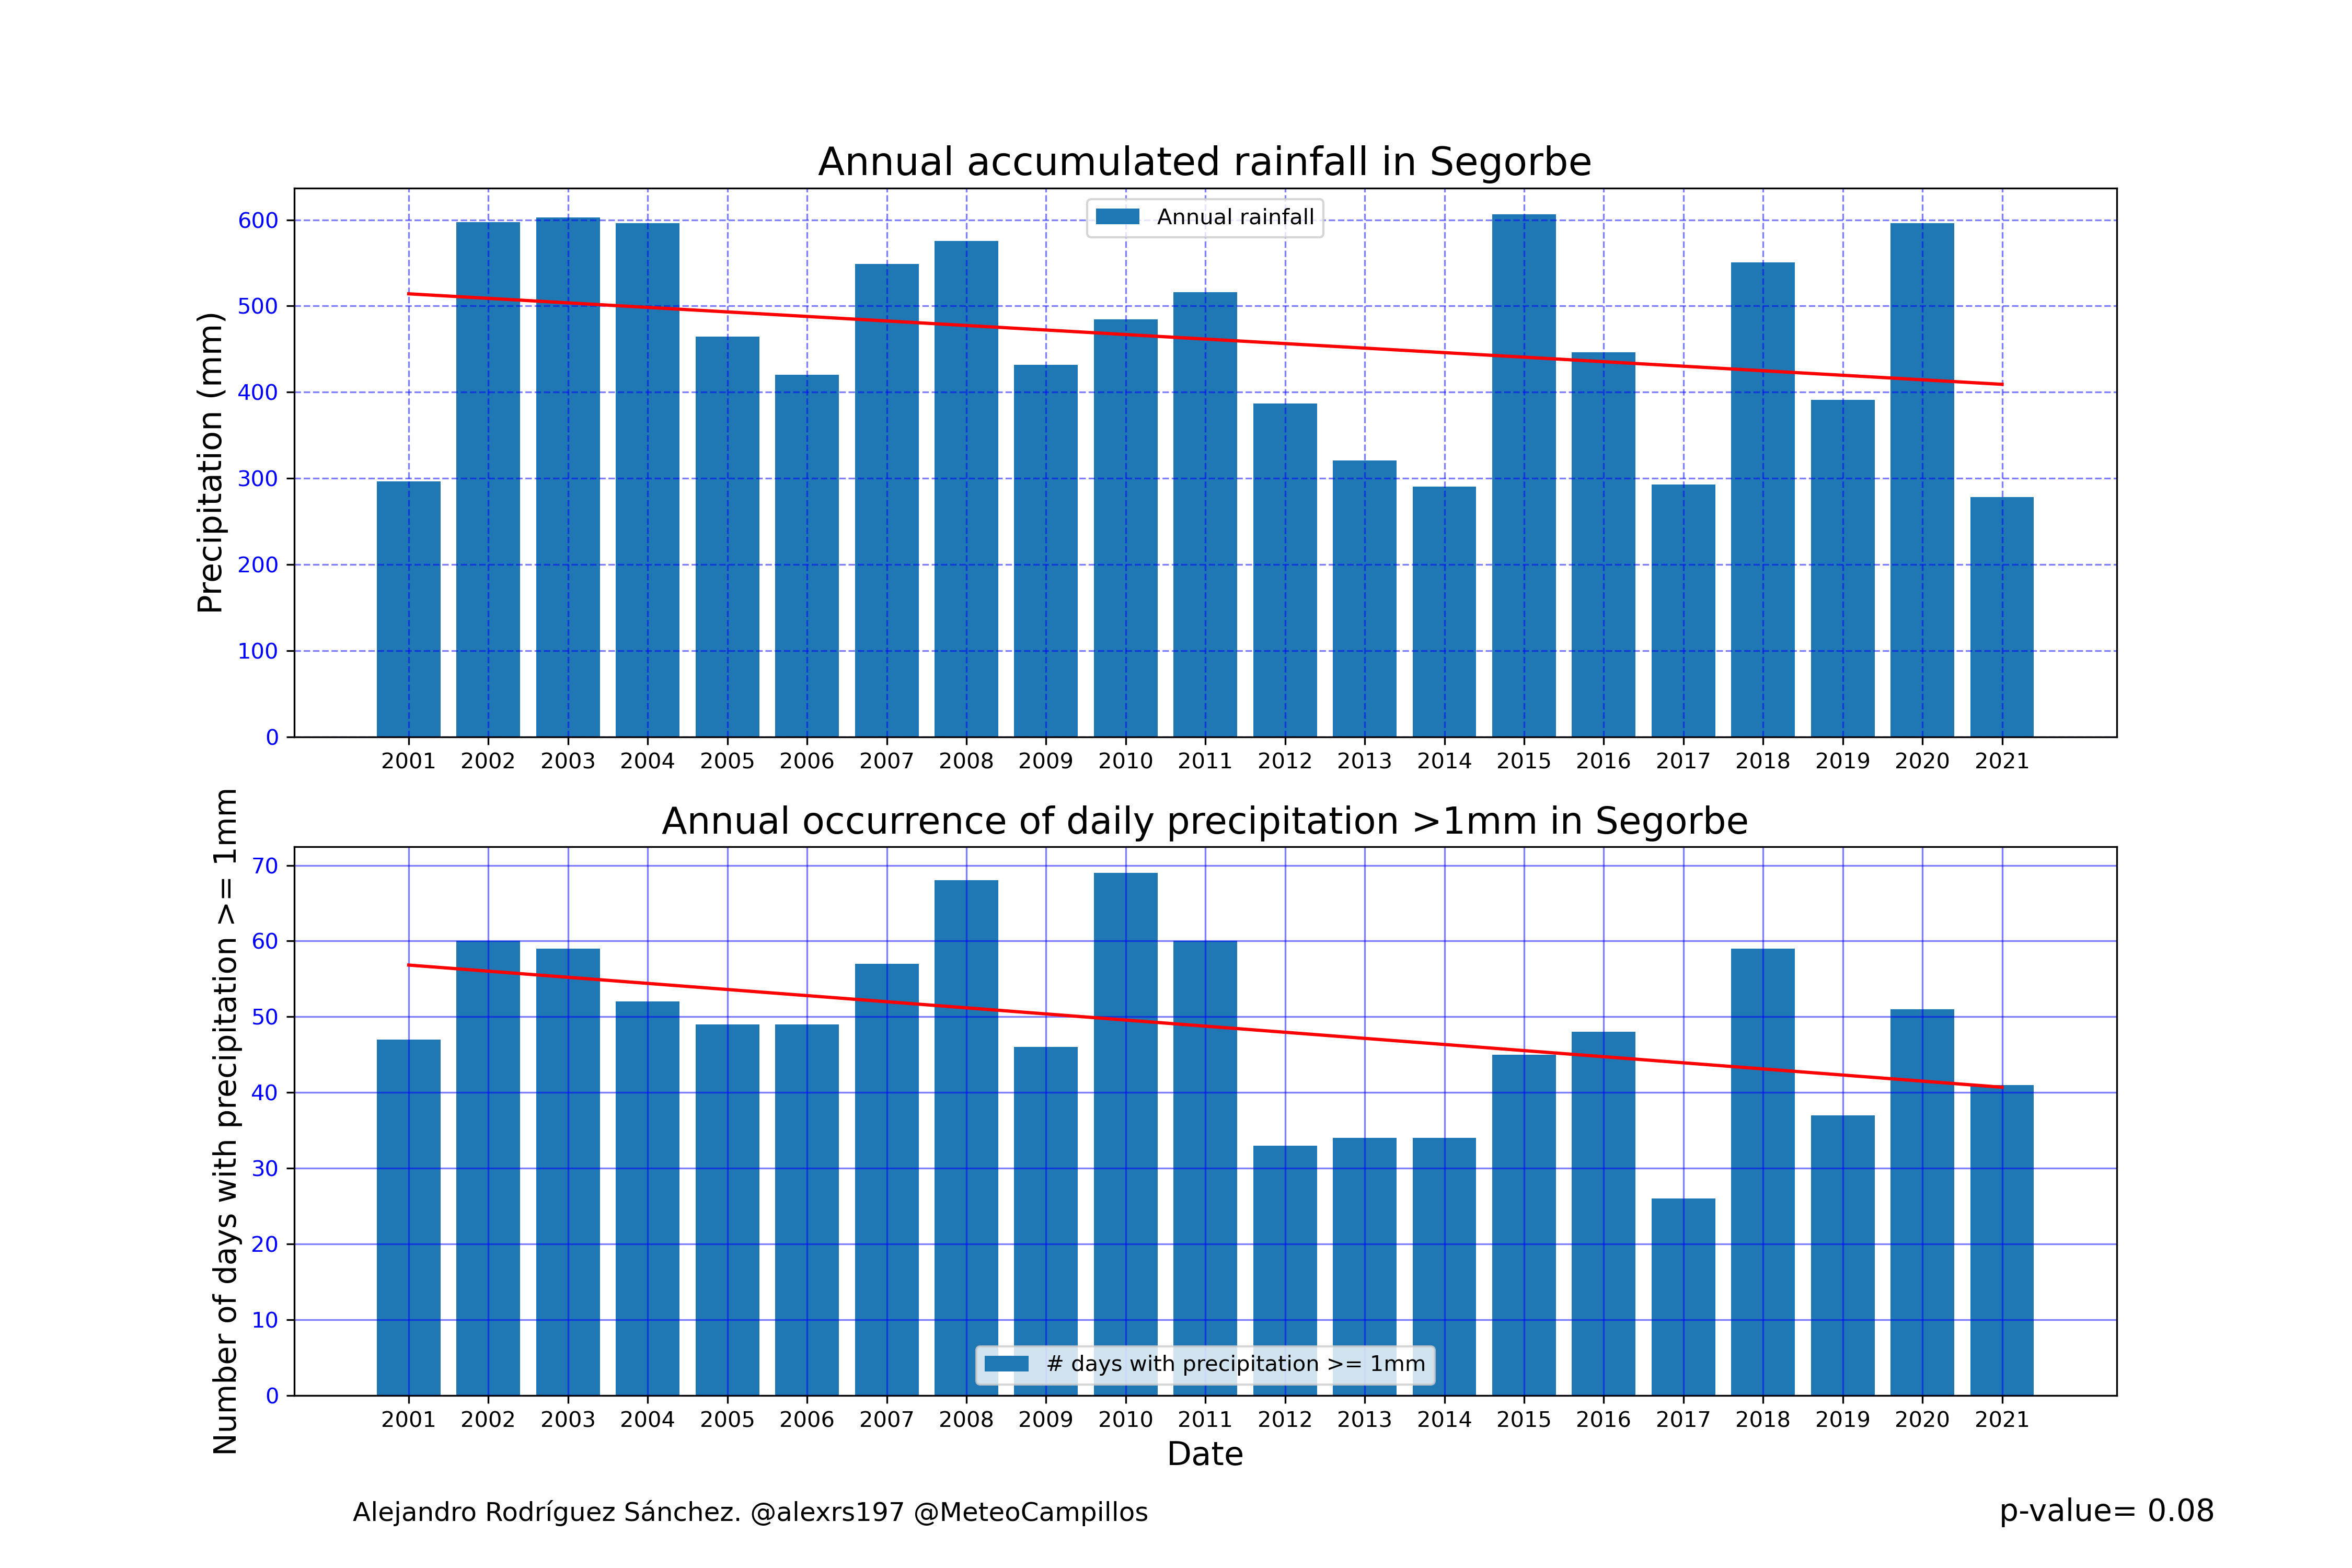 Annual accumulated rainfall in Segorbe
Annual rainfall
Precipitation (mm)
600
500
400
300
200
100
0
2001 2002 2003 2004 2005 2006 2007 2008 2009 2010 2011 2012 2013 2014 2015 2016 2017 2018 2019 2020 2021
Annual occurrence of daily precipitation >1mm in Segorbe
Number of days with precipitation >= 1mm
70
60
50
40
30
20
10
0
# days with precipitation >= 1mm
2001 2002 2003 2004 2005 2006 2007 2008 2009 2010 2011 2012 2013 2014 2015 2016 2017 2018 2019 2020 2021
Date
Alejandro Rodríguez Sánchez. @alexrs197 @MeteoCampillos
p-value= 0.08